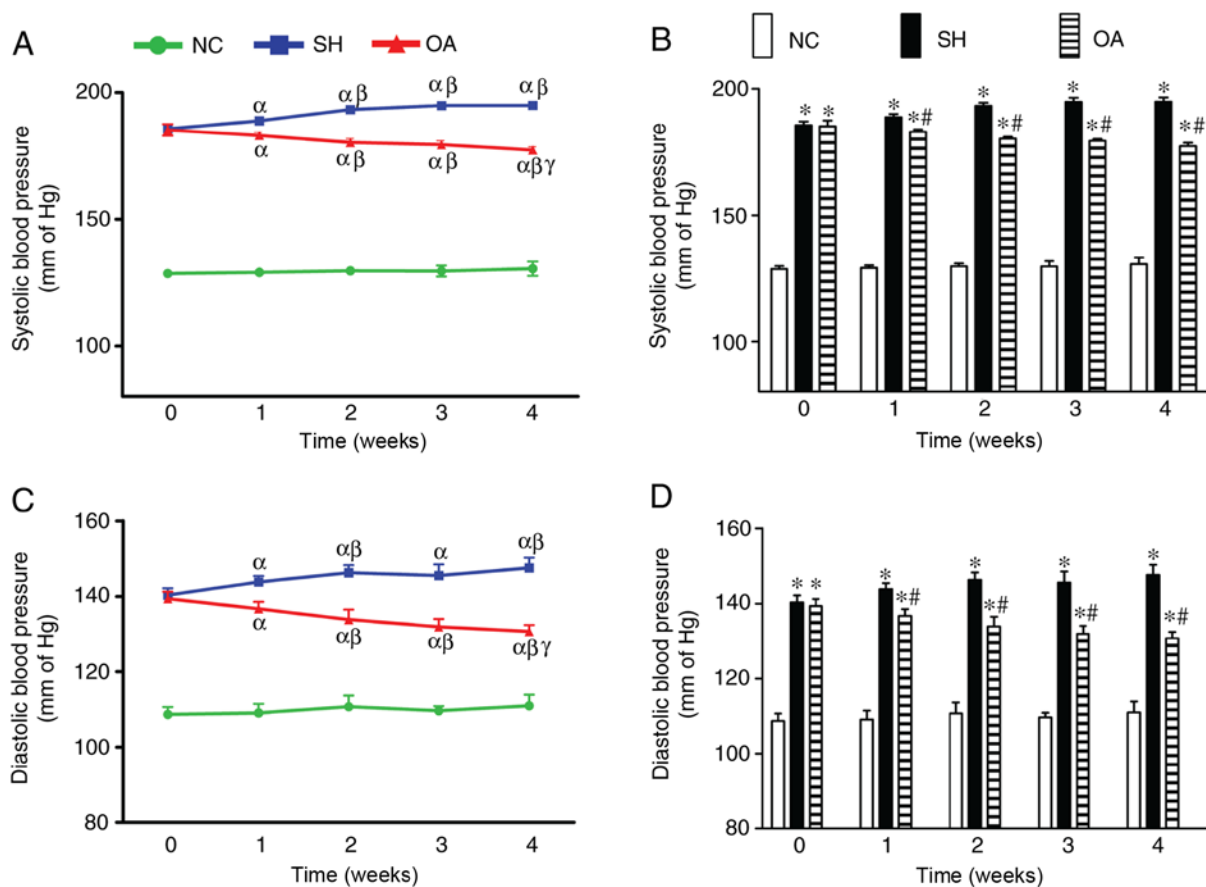 A
NC SH OA
Systolic blood pressure
(mm of Hg)
200
150
100
α αβ αβ αβ
α αβ αβ αβγ
0 1 2 3 4
Time (weeks)
B
NC SH OA
Systolic blood pressure
(mm of Hg)
200
150
100
* * * *# * *# * *# * *#
0 1 2 3 4
Time (weeks)
C
Diastolic blood pressure
(mm of Hg)
160
140
120
100
80
α αβ α αβ
α αβ αβ αβγ
0 1 2 3 4
Time (weeks)
D
Diastolic blood pressure
(mm of Hg)
160
140
120
100
80
* * * *# * *# * *# * *#
0 1 2 3 4
Time (weeks)